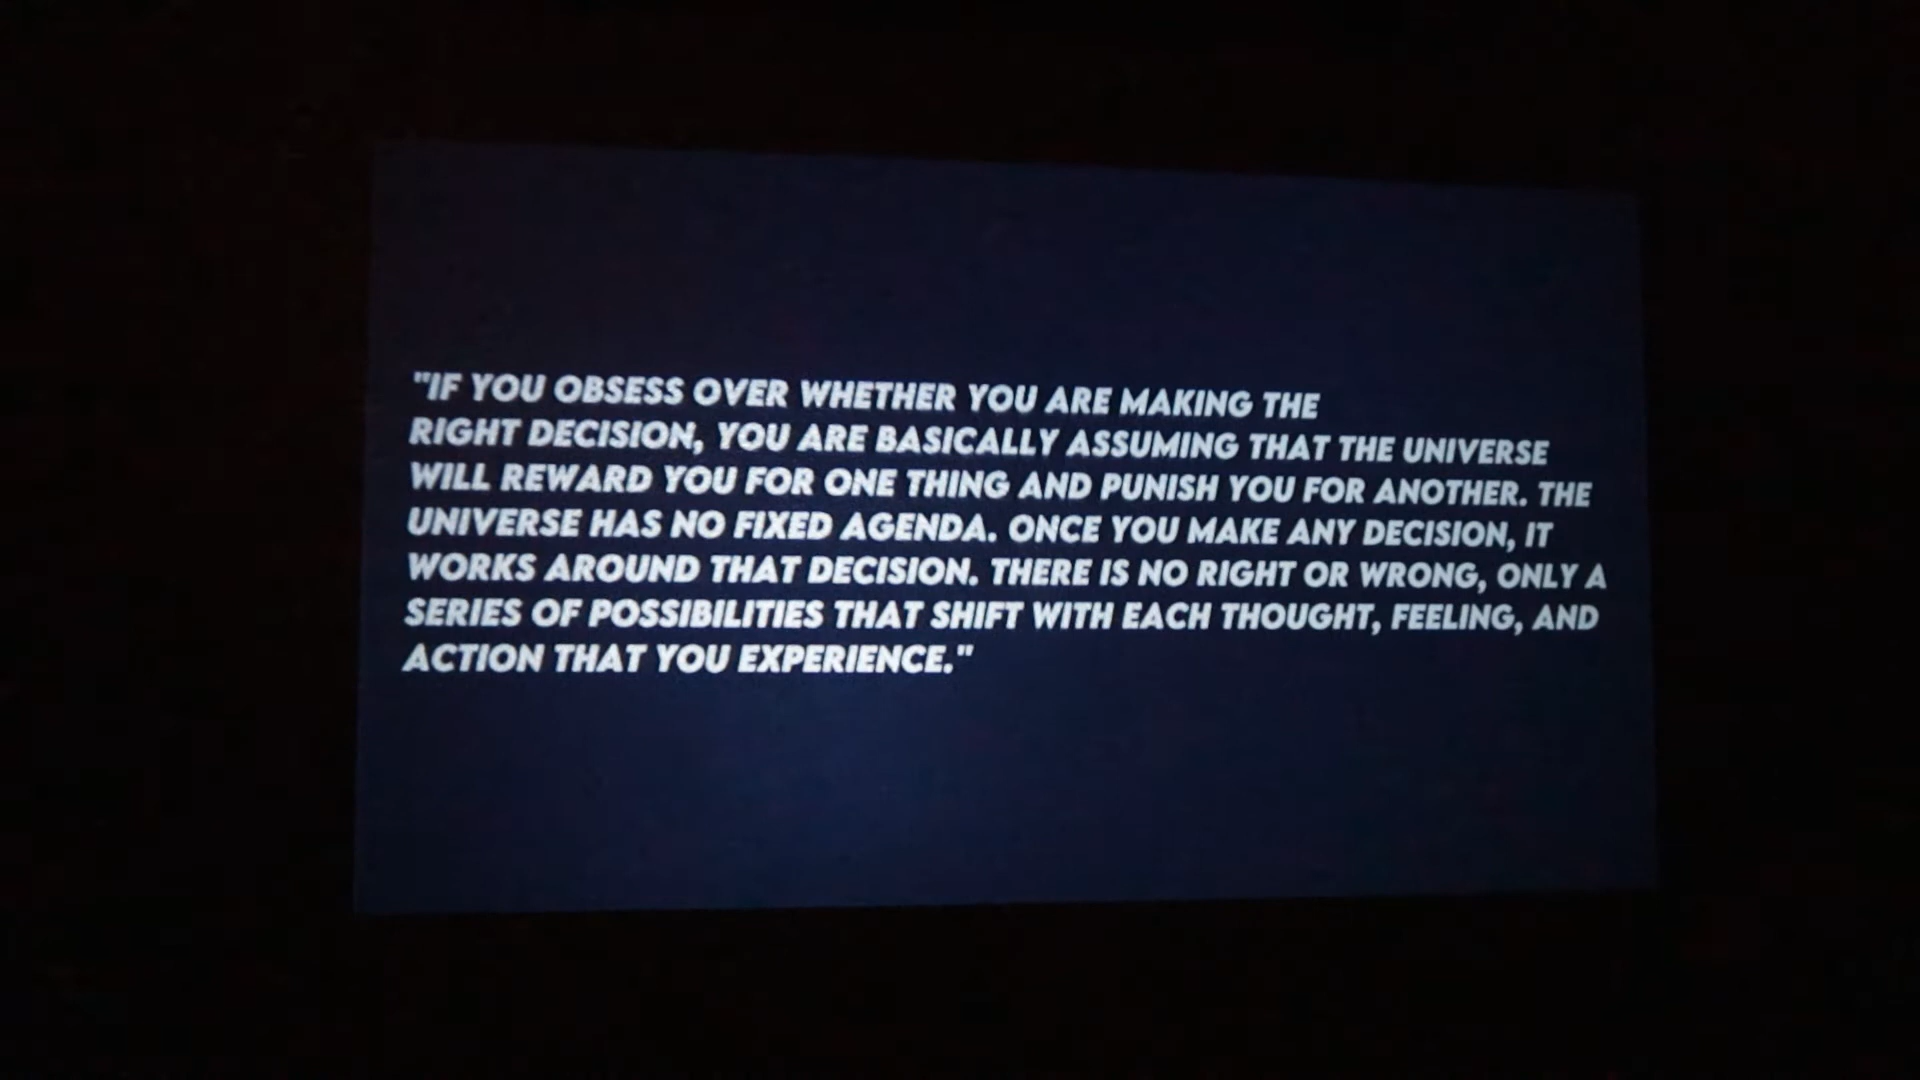 "IF YOU OBSESS OVER WHETHER YOU ARE MAKING THE
RIGHT DECISION, YOU ARE BASICALLY ASSUMING THAT THE UNIVERSE
WILL REWARD YOU FOR ONE THING AND PUNISH YOU FOR ANOTHER. THE
UNIVERSE HAS NO FIXED AGENDA. ONCE YOU MAKE ANY DECISION, IT
WORKS AROUND THAT DECISION. THERE IS NO RIGHT OR WRONG, ONLY A
SERIES OF POSSIBILITIES THAT SHIFT WITH EACH THOUGHT, FEELING, AND
ACTION THAT YOU EXPERIENCE."